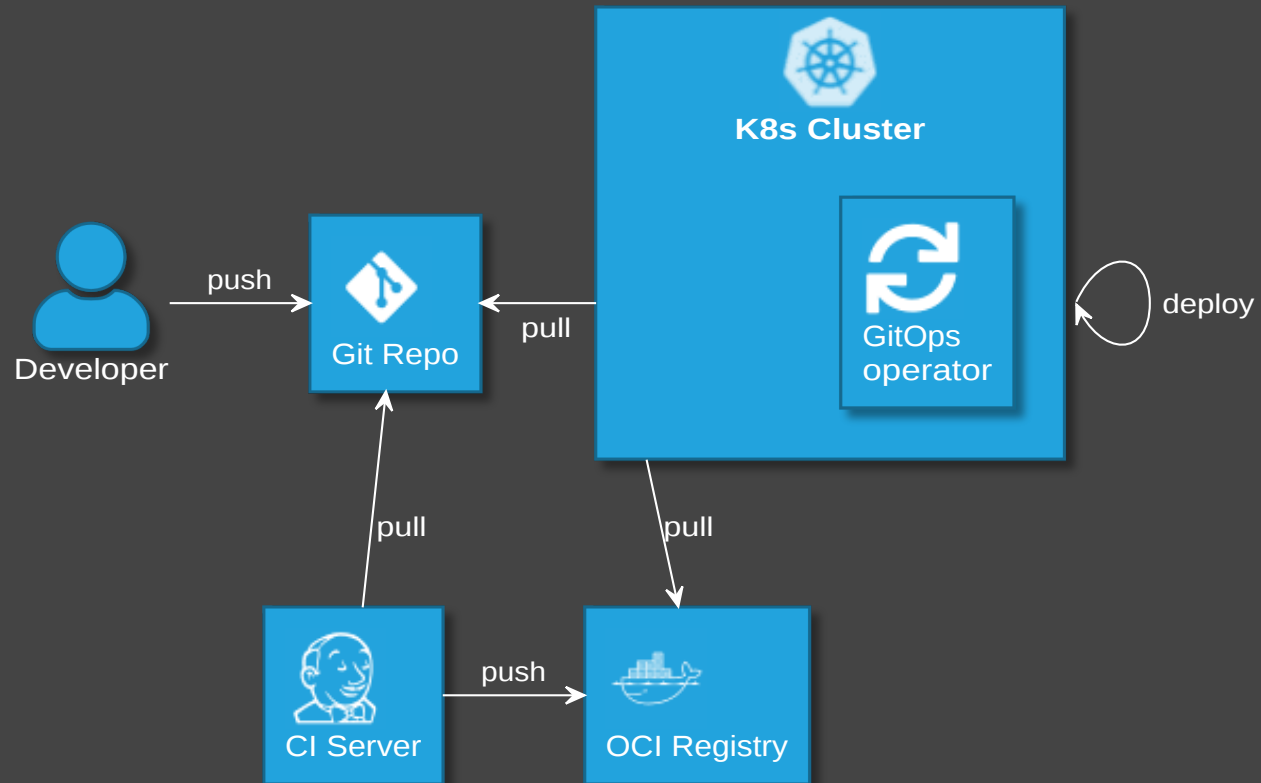 K8s Cluster
push
Git Repo
pull
GitOps
operator
deploy
Developer
pull
pull
push
CI Server
OCI Registry